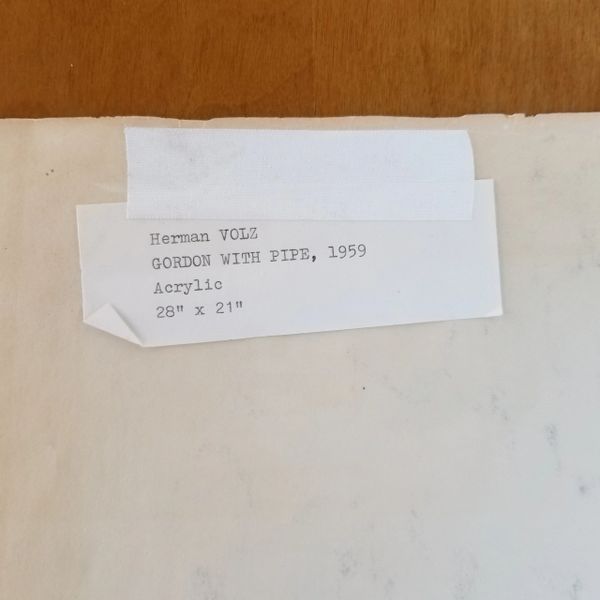 Herman VOLZ
GORDON WITH PIPE, 1959
Acrylic
28" x 21"